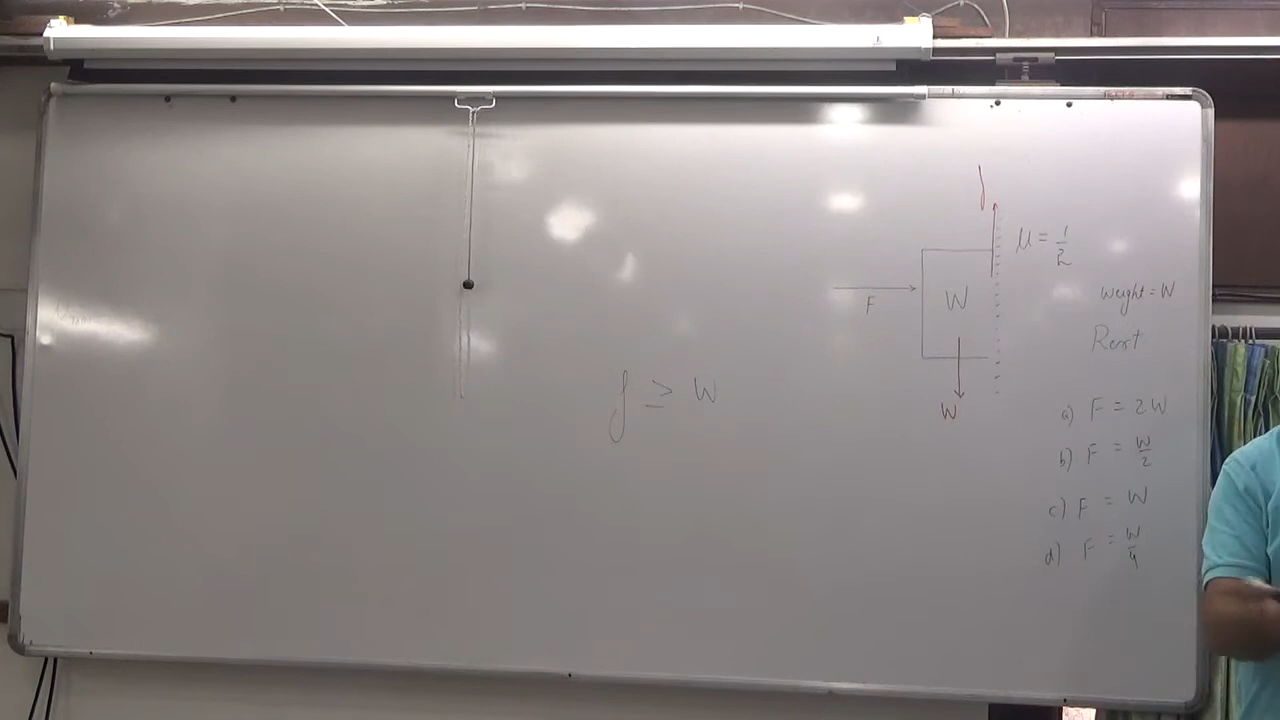 f
μ = 1/2
F
W
weight = W
Rest
W
f ≥ W
a) F = 2W
b) F = W/2
c) F = W
d) F = W/4